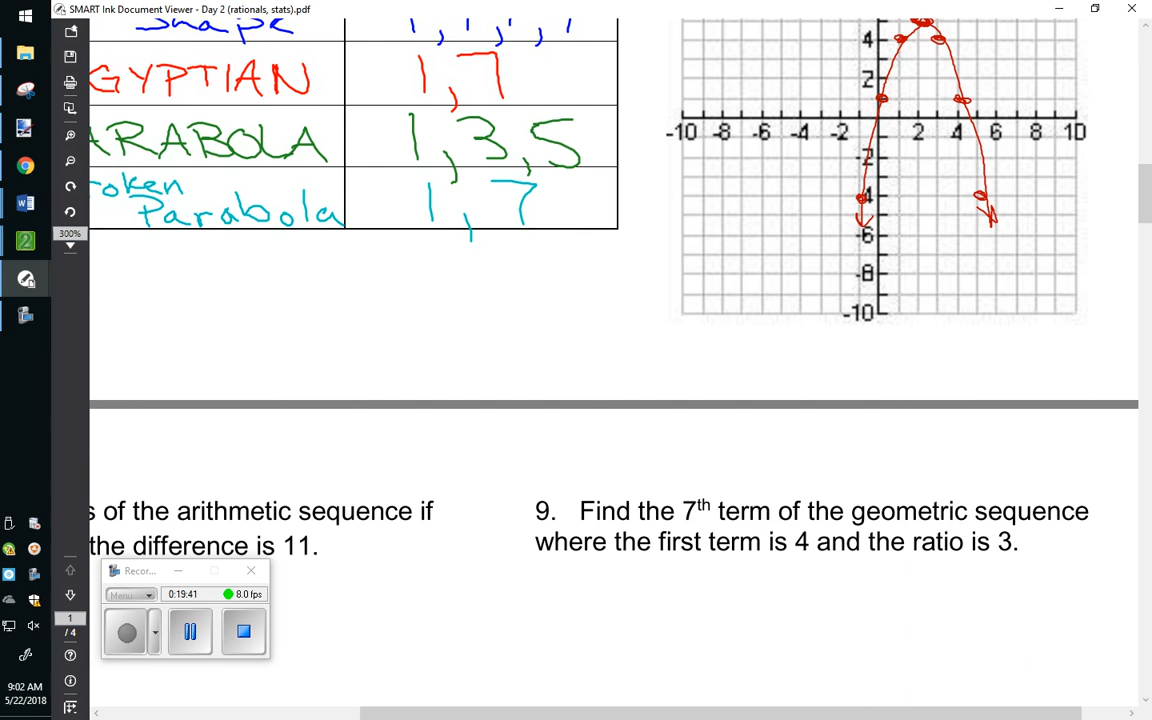 SMART Ink Document Viewer - Day 2 (rationals, stats).pdf
GYPTIAN 1,7
ARABOLA 1,3,5
roken
Parabola 1,7
4
2
-10 -8 -6 -4 -2 2 4 6 8 10
-2
-4
-6
-8
-10
300%
s of the arithmetic sequence if
the difference is 11.
9. Find the 7th term of the geometric sequence
where the first term is 4 and the ratio is 3.
Recor...
Menu 0:19:41 8.0 fps
1
/ 4
9:02 AM
5/22/2018